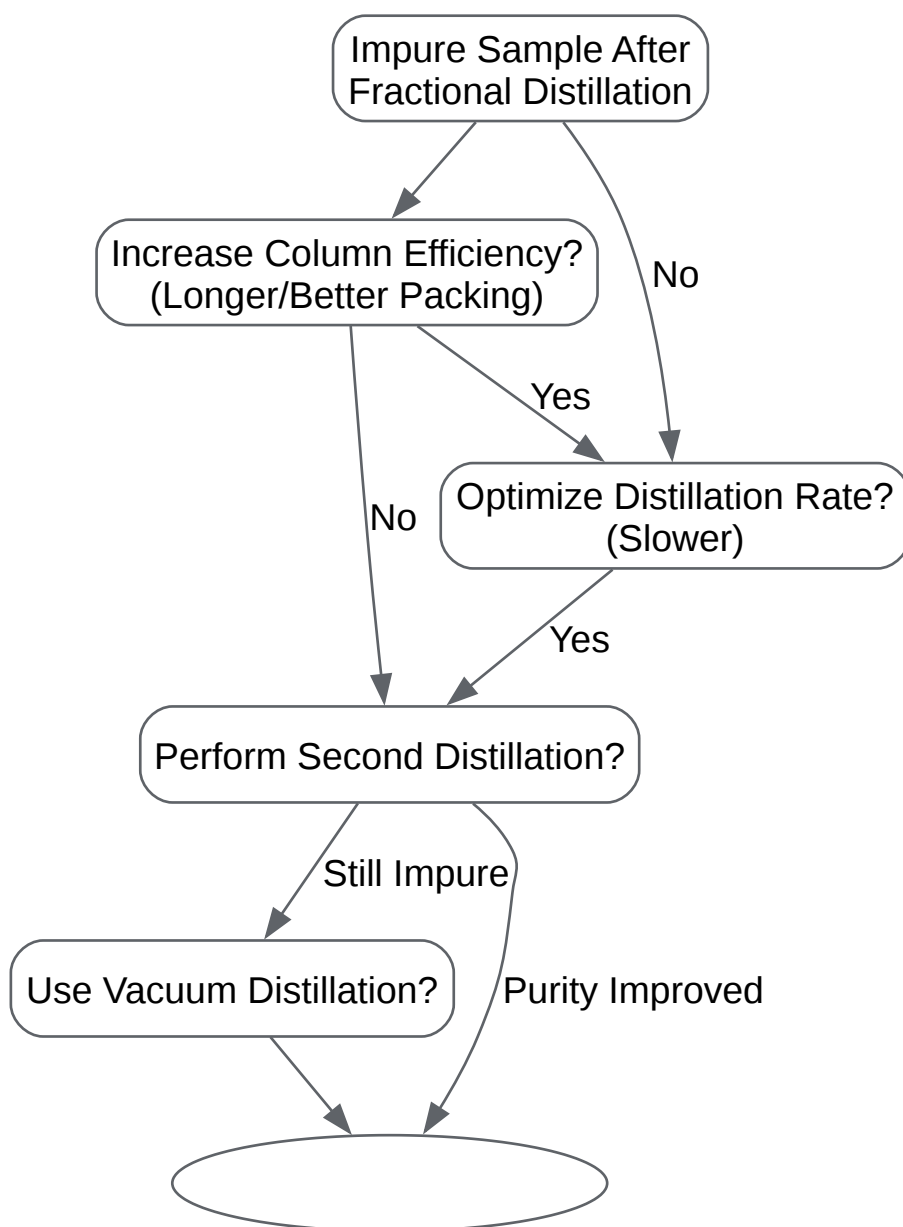 Impure Sample After
Fractional Distillation
Increase Column Efficiency?
(Longer/Better Packing)
No
Yes
Optimize Distillation Rate?
(Slower)
No
Yes
Perform Second Distillation?
Still Impure
Use Vacuum Distillation?
Purity Improved